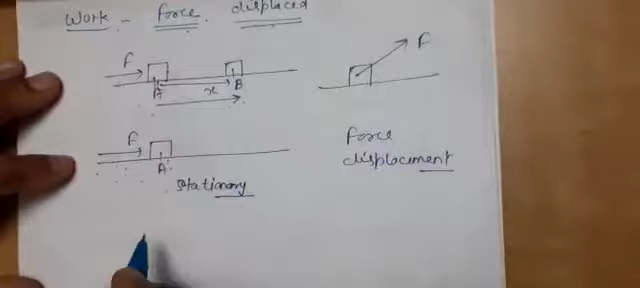 Work - Force. displaced
F
A x B
F
F
A
Stationary
Force
displacement